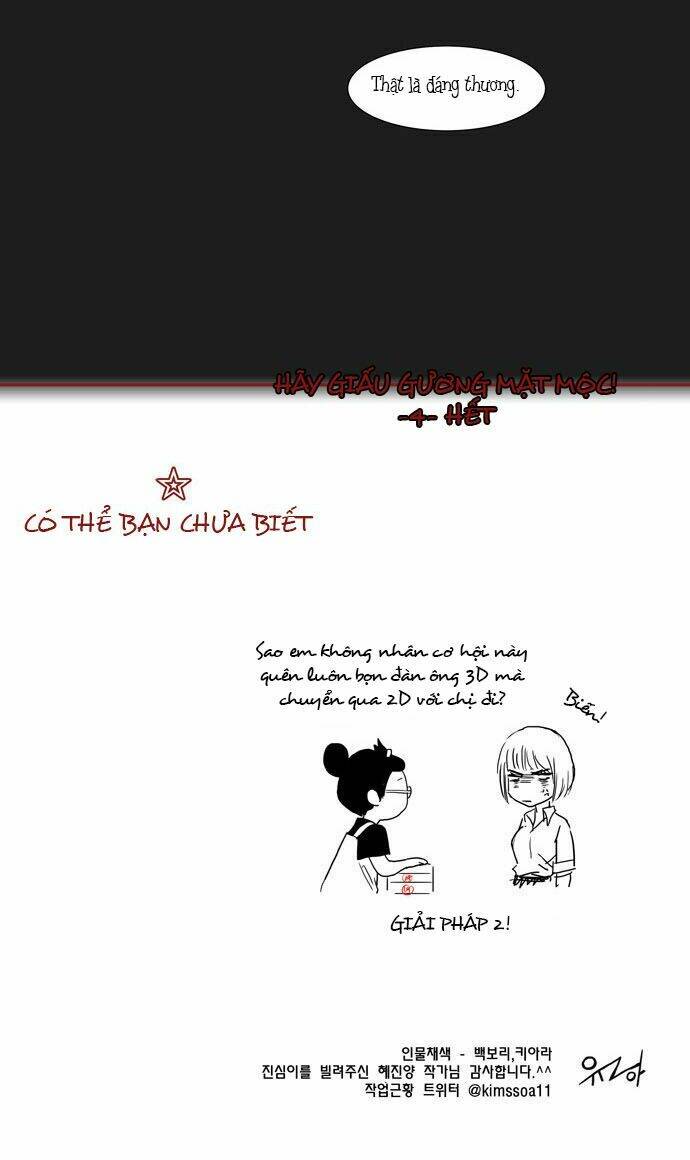 Thật là đáng thương.
HÃY GIẤU GƯƠNG MẶT MỘC!
-4- HẾT
CÓ THỂ BẠN CHƯA BIẾT
Sao em không nhân cơ hội này
quên luôn bọn đàn ông 3D mà
chuyển qua 2D với chị đi?
Biến!
GIẢI PHÁP 2!
인물채색 - 백보리,키아라
진심이를 빌려주신 혜진양 작가님 감사합니다.^^
작업근황 트위터 @kimssoa11